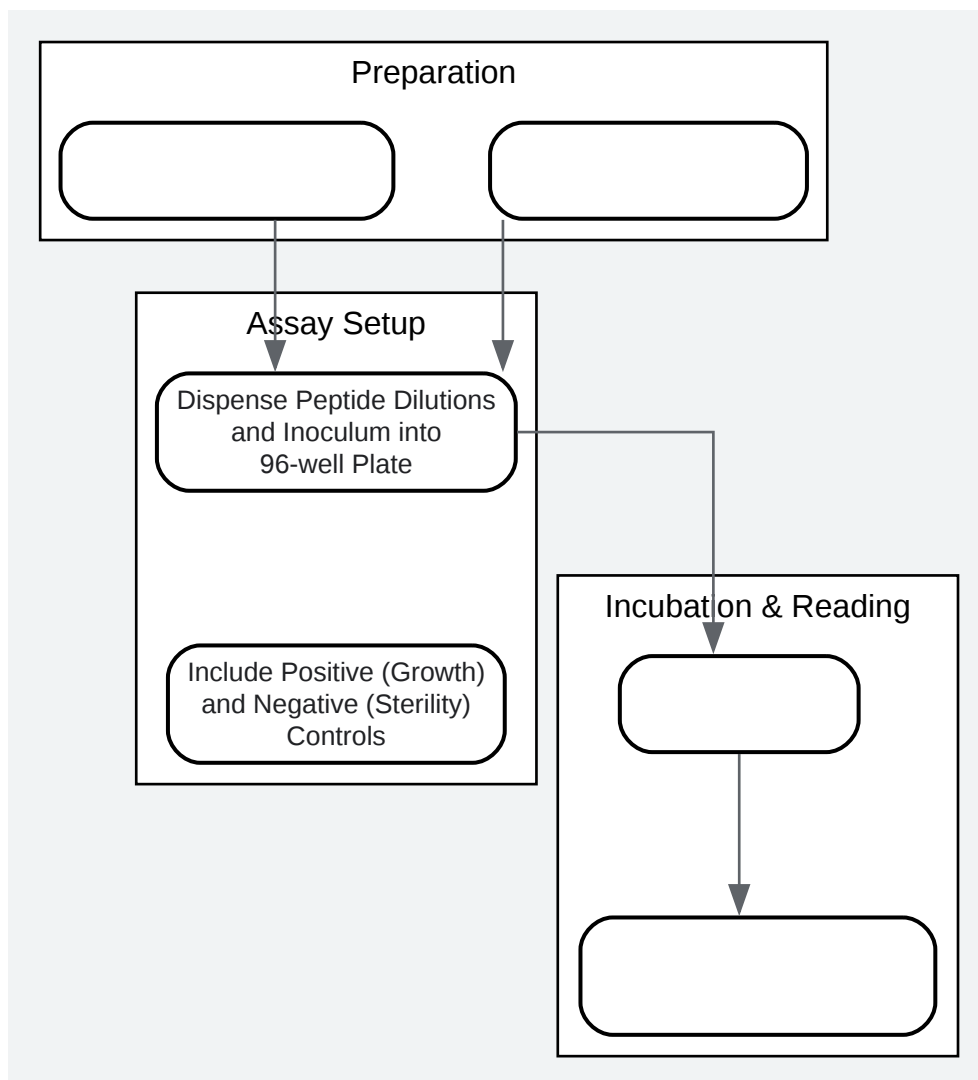 Preparation
Assay Setup
Dispense Peptide Dilutions
and Inoculum into
96-well Plate
Incubation & Reading
Include Positive (Growth)
and Negative (Sterility)
Controls